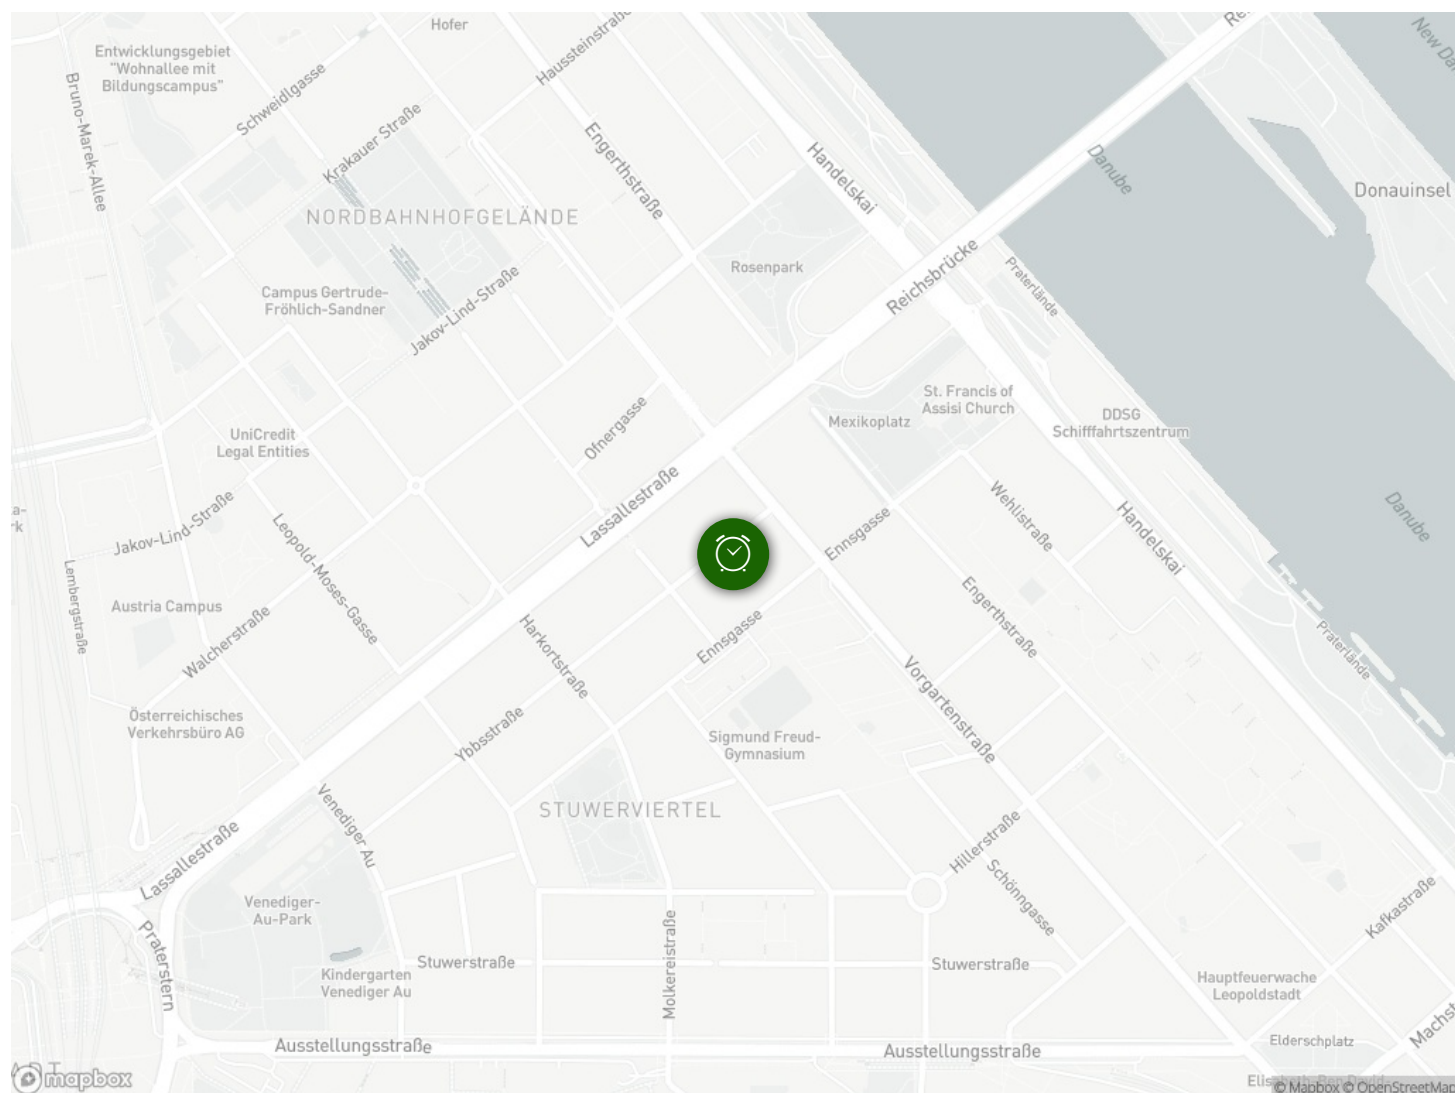 Hofer
Haussteinstraße
Entwicklungsgebiet
"Wohnallee mit
Bildungscampus"
Schweidlgasse
Bruno-Marek-Allee
Krakauer Straße
Engerthstraße
Handelskai
Danube
Donauinsel
NORDBAHNHOFGELÄNDE
Rosenpark
Reichsbrücke
Praterlände
Campus Gertrude-
Fröhlich-Sandner
Jakov-Lind-Straße
St. Francis of
Assisi Church
Mexikoplatz
DDSG
Schifffahrtszentrum
Ofnergasse
UniCredit
Legal Entities
Lassallestraße
Wehlistraße
Handelskai
Danube
Jakov-Lind-Straße
Leopold-Moses-Gasse
Ennsgasse
Lembergstraße
Austria Campus
Walcherstraße
Harkortstraße
Ennsgasse
Engerthstraße
Praterlände
Vorgartenstraße
Österreichisches
Verkehrsbüro AG
Ybbsstraße
Sigmund Freud-
Gymnasium
STUWERVIERTEL
Venediger Au
Lassallestraße
Hillerstraße
Schönngasse
Venediger-
Au-Park
Praterstern
Molkereistraße
Kafkastraße
Stuwerstraße
Stuwerstraße
Kindergarten
Venediger Au
Hauptfeuerwache
Leopoldstadt
Elderschplatz
Ausstellungsstraße
Ausstellungsstraße
mapbox
© Mapbox © OpenStreetMap